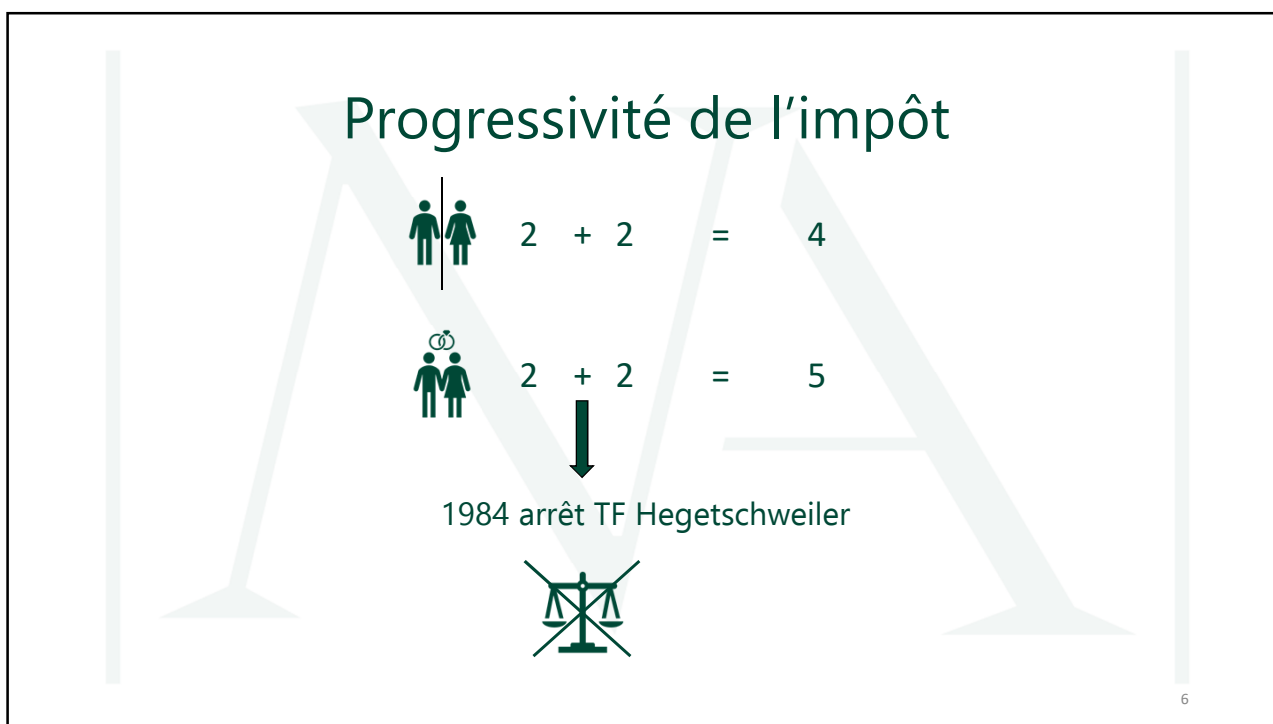 Progressivité de l'impôt
2 + 2 = 4
2 + 2 = 5
1984 arrêt TF Hegetschweiler
6